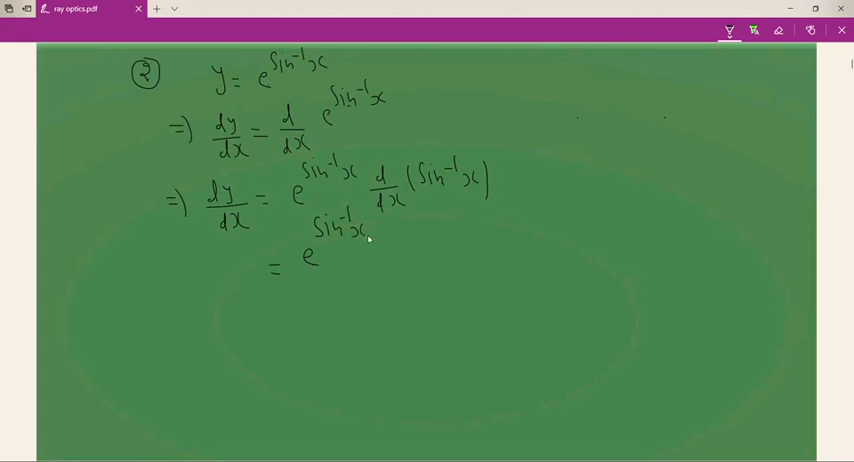 ray optics.pdf
② y = e^{Sin⁻¹x}
=> dy/dx = d/dx e^{Sin⁻¹x}
=> dy/dx = e^{Sin⁻¹x} d/dx (Sin⁻¹x)
= e^{Sin⁻¹x}